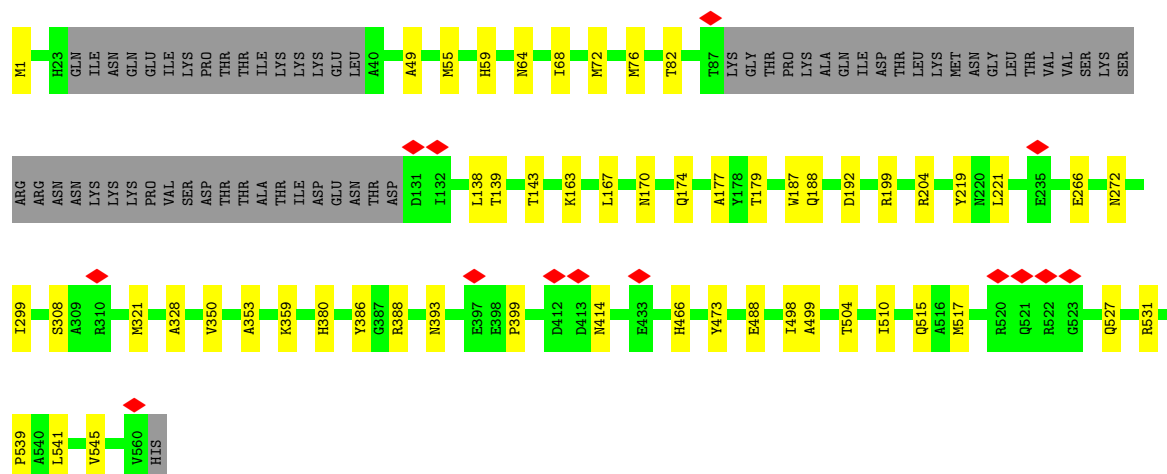 M1 H23 GLN ILE ASN GLN GLU ILE LYS PRO THR THR ILE LYS LYS LYS GLU LEU A40 A49 M55 H59 N64 I68 M72 M76 T82 T87 LYS GLY THR PRO LYS ALA GLN ILE ASP THR LEU LYS MET ASN GLY LEU THR VAL VAL SER LYS SER
ARG ARG ASN ASN LYS LYS LYS PRO VAL SER ASP THR THR ALA THR ILE ASP GLU ASN THR ASP D131 I132 L138 T139 T143 K163 L167 N170 Q174 A177 Y178 T179 W187 Q188 D192 R199 R204 Y219 N220 L221 E235 E266 N272
I299 S308 A309 R310 M321 A328 V350 A353 K359 H380 Y386 G387 R388 N393 E397 E398 P399 D412 D413 N414 E433 H466 Y473 E488 I498 A499 T504 I510 Q515 A516 M517 R520 Q521 R522 G523 Q527 R531
P539 A540 L541 V545 V560 HIS